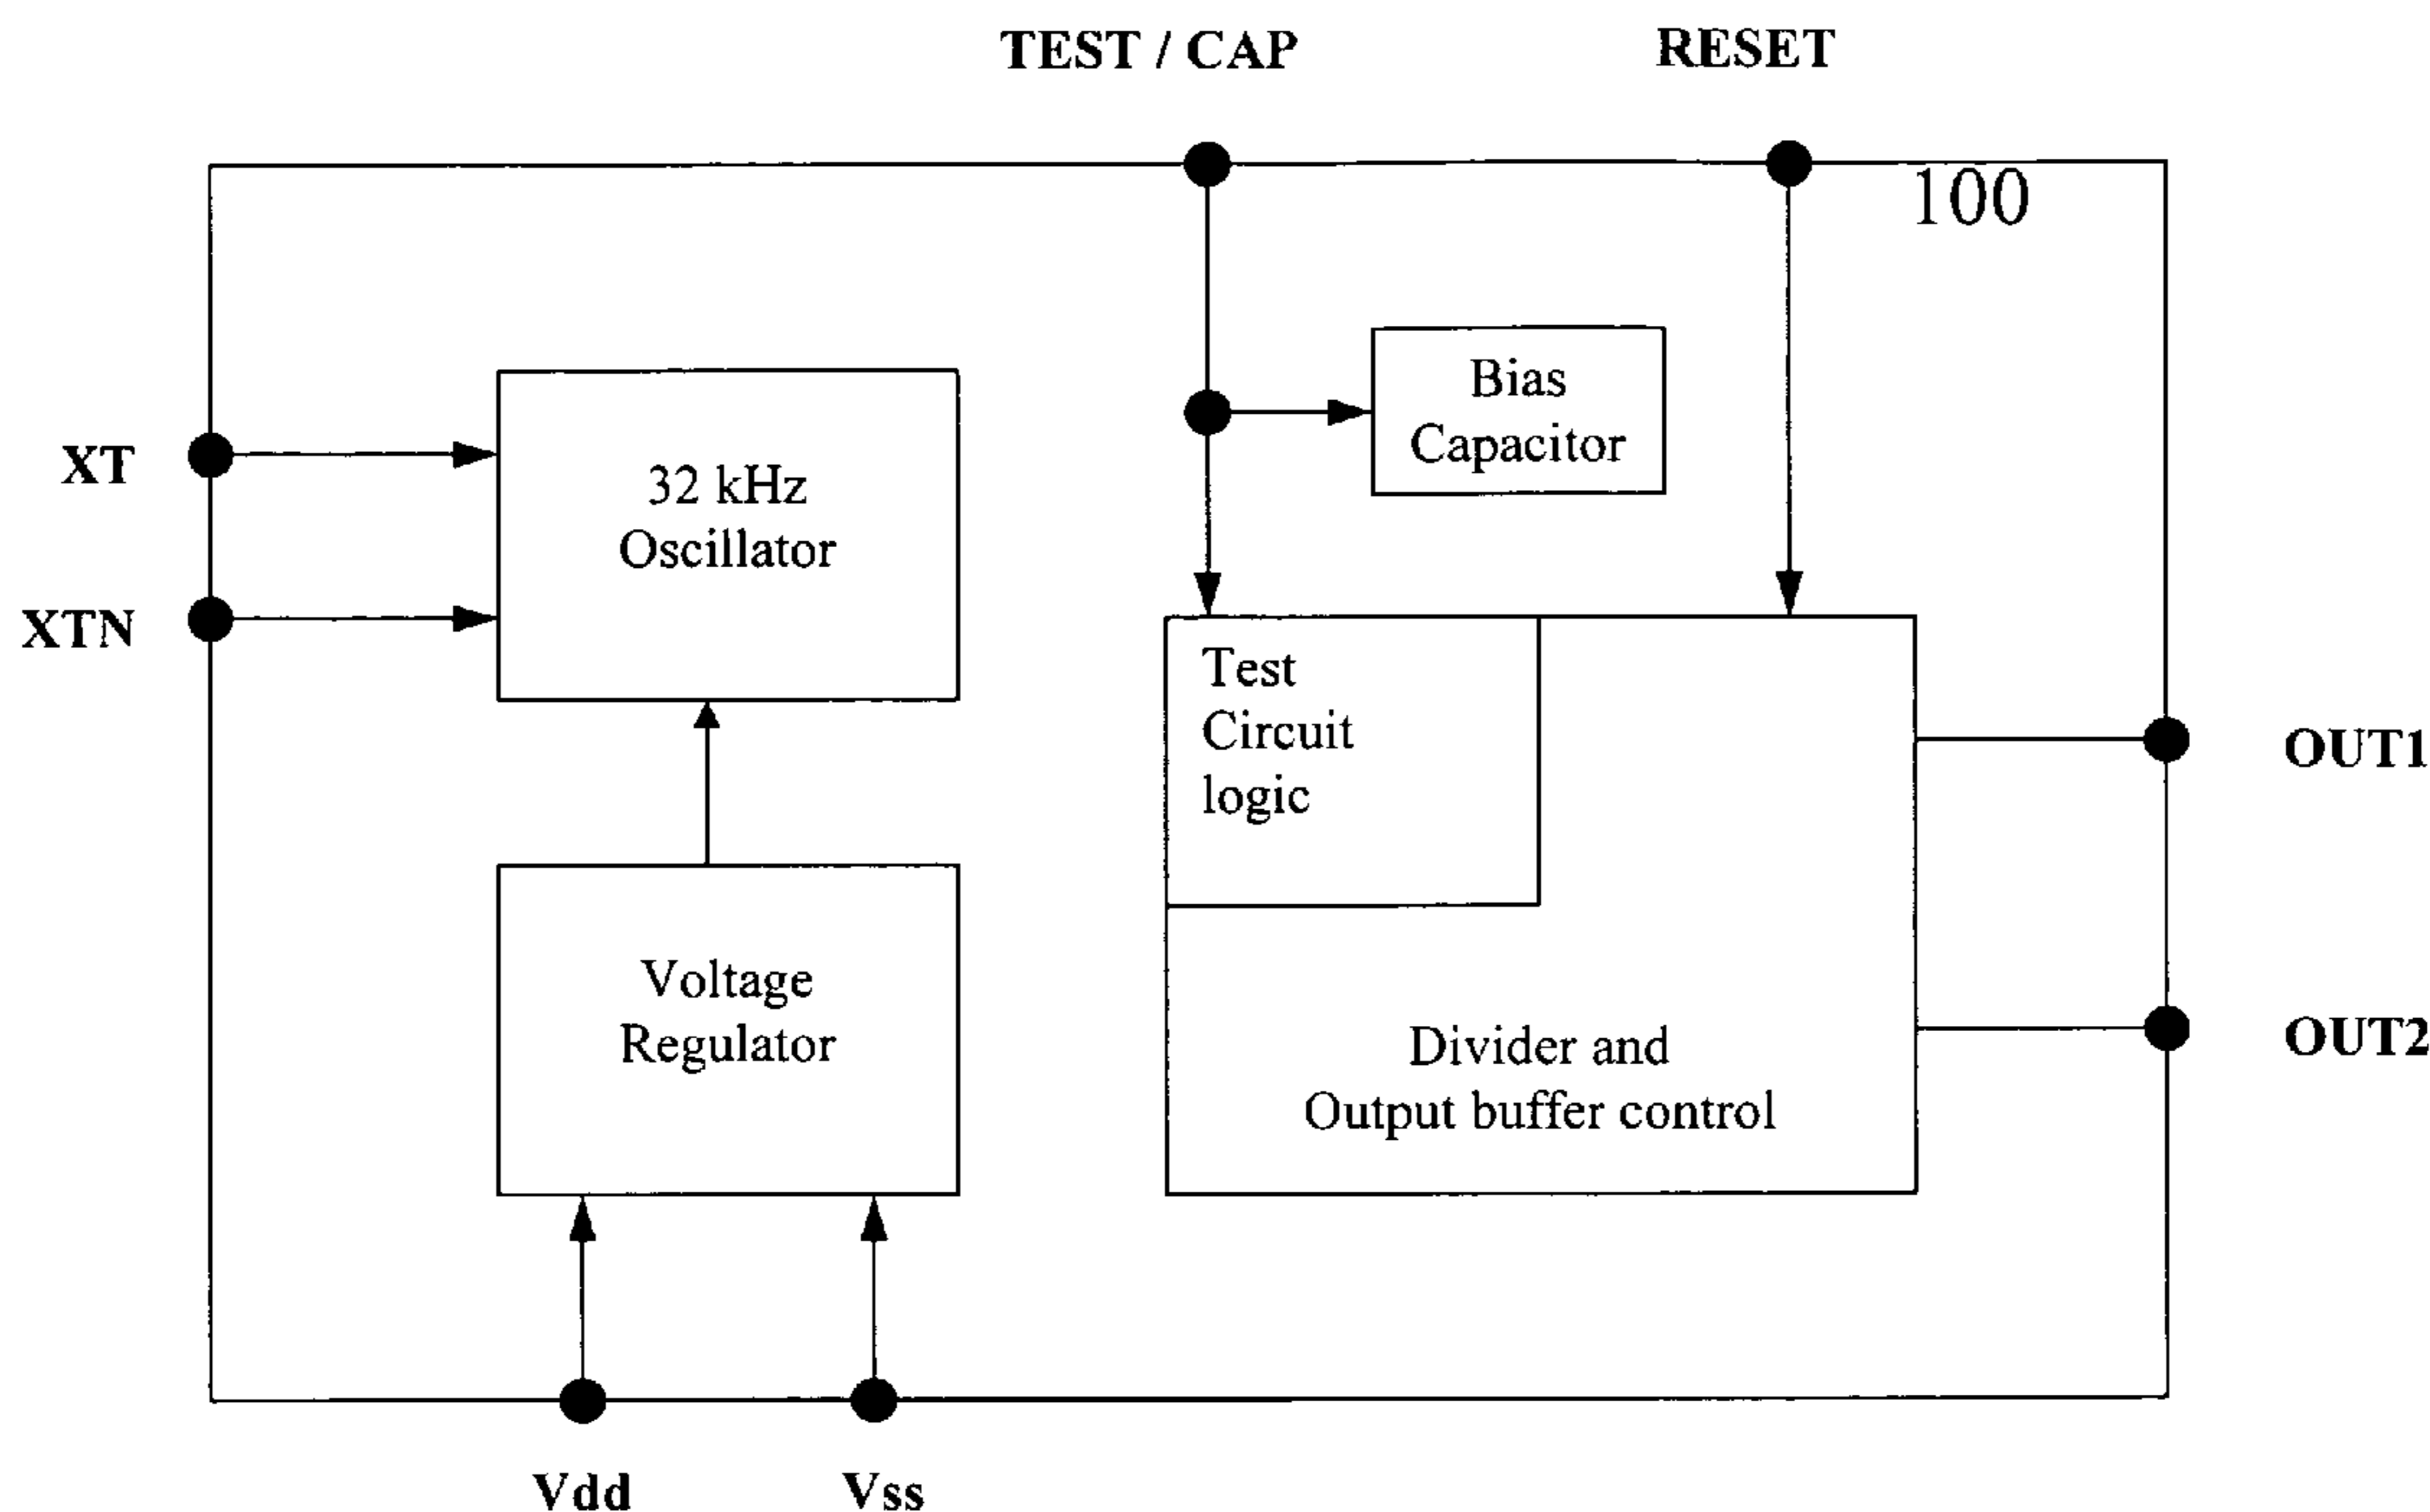 TEST / CAP
RESET
100
Bias
Capacitor
XT
32 kHz
Oscillator
XTN
Test
Circuit
logic
OUT1
Voltage
Regulator
Divider and
Output buffer control
OUT2
Vdd
Vss